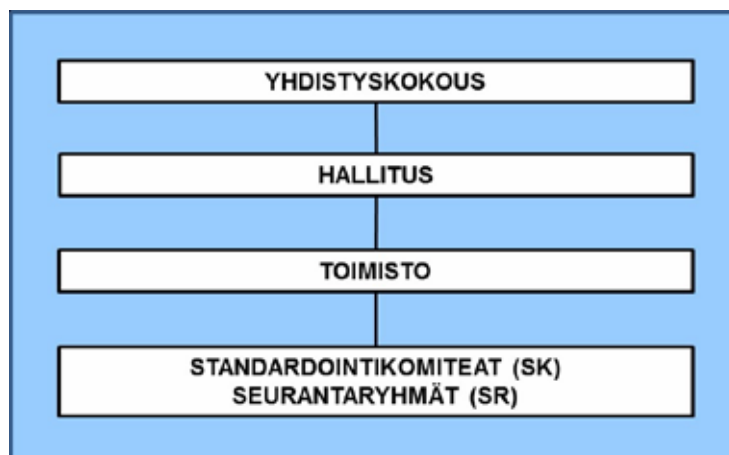 YHDISTYSKOKOUS
HALLITUS
TOIMISTO
STANDARDOINTIKOMITEAT (SK)
SEURANTARYHMÄT (SR)